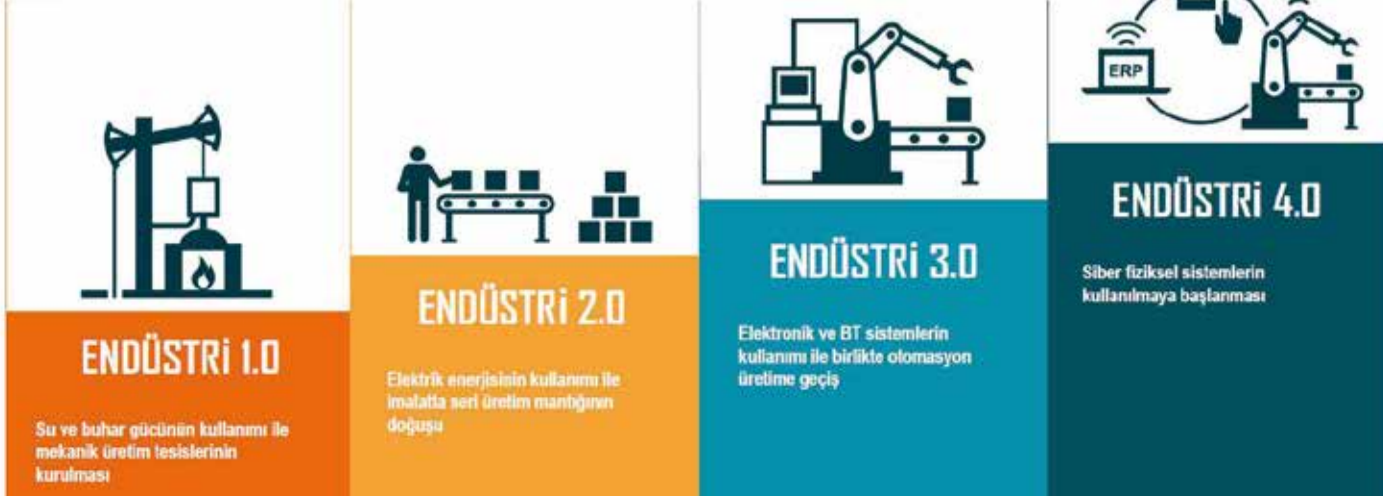 ENDÜSTRİ 1.0
Su ve buhar gücünün kullanımı ile
mekanik üretim tesislerinin
kurulması
ENDÜSTRİ 2.0
Elektrik enerjisinin kullanımı ile
imalatla seri üretim mantığının
doğuşu
ENDÜSTRİ 3.0
Elektronik ve BT sistemlerin
kullanımı ile birlikte otomasyon
üretime geçiş
ERP
ENDÜSTRİ 4.0
Siber fiziksel sistemlerin
kullanılmaya başlanması